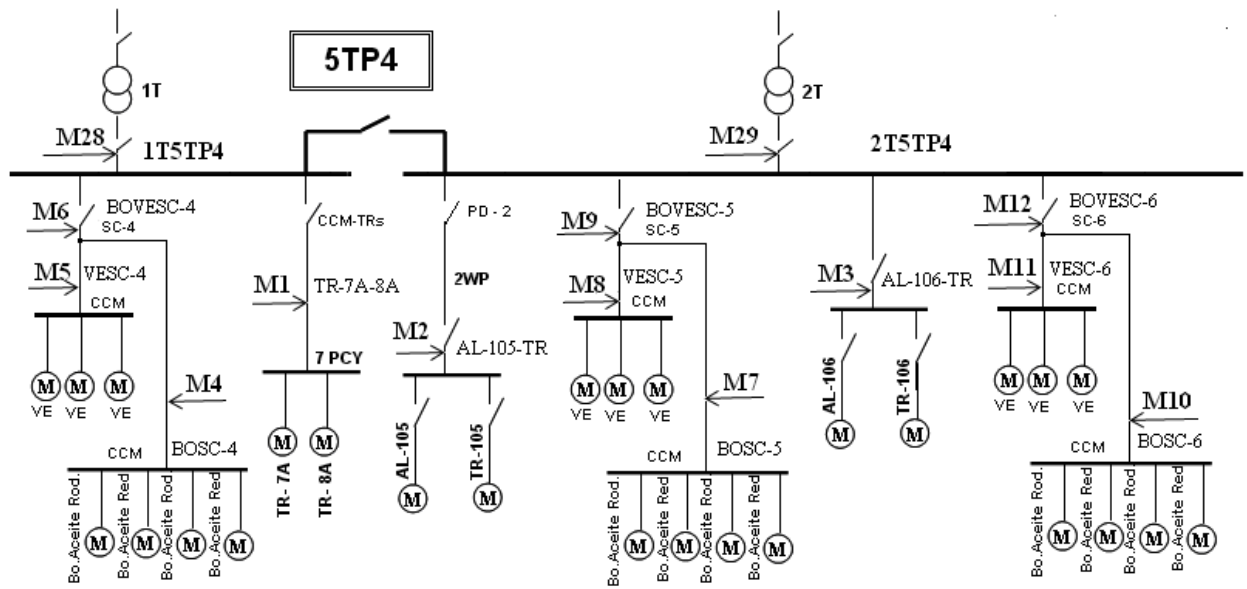 5TP4
1T
2T
M28
1T5TP4
M29
2T5TP4
M6
BOVESC-4
SC-4
M5
VESC-4
CCM
M
M
M
VE
VE
VE
M4
CCM
BOSC-4
Bo.Aceite Rod.
M
Bo.Aceite Red
M
Bo.Aceite Rod.
M
Bo.Aceite Red
M
CCM-TRs
M1
TR-7A-8A
7 PCY
M
M
TR- 7A
TR- 8A
PD - 2
2WP
M2
AL-105-TR
AL-105
TR-105
M
M
M9
BOVESC-5
SC-5
M8
VESC-5
CCM
M
M
M
VE
VE
VE
M7
CCM
BOSC-5
Bo.Aceite Rod.
M
Bo.Aceite Red
M
Bo.Aceite Rod.
M
Bo.Aceite Red
M
M3
AL-106-TR
AL-106
TR-106
M
M
M12
BOVESC-6
SC-6
M11
VESC-6
CCM
M
M
M
VE
VE
VE
M10
CCM
BOSC-6
Bo.Aceite Rod.
M
Bo.Aceite Red
M
Bo.Aceite Rod.
M
Bo.Aceite Red
M